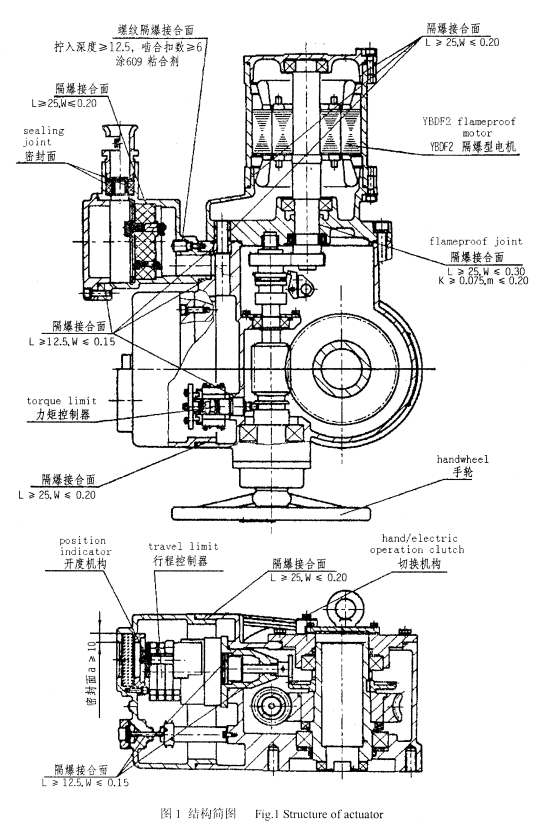 螺纹隔爆接合面
拧入深度≥12.5, 啮合扣数≥6
涂609 粘合剂
隔爆接合面
L≥25,W≤0.20
隔爆接合面
L≥25,W≤0.20
sealing
joint
密封面
YBDF2 flameproof
motor
YBDF2 隔爆型电机
flameproof joint
隔爆接合面
L≥25,W≤0.30
K≥0.075,m≤0.20
隔爆接合面
L≥12.5,W≤0.15
torque limit
力矩控制器
隔爆接合面
L≥25,W≤0.20
handwheel
手轮
position
indicator
开度机构
travel limit
行程控制器
隔爆接合面
L≥25,W≤0.20
hand/electric
operation clutch
切换机构
密封面a≥10
隔爆接合面
L≥12.5,W≤0.15
图1 结构简图 Fig.1 Structure of actuator